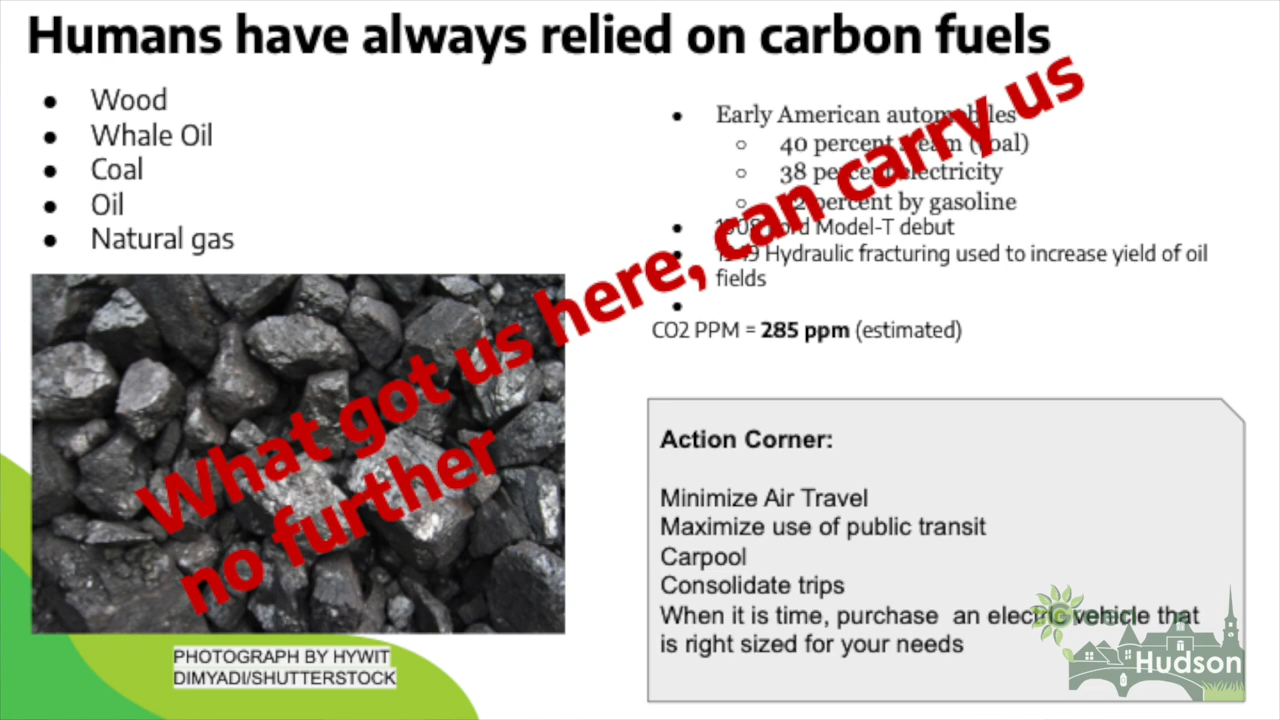 Humans have always relied on carbon fuels
Wood
Whale Oil
Coal
Oil
Natural gas
Early American automobiles
40 percent steam (coal)
38 percent electricity
percent by gasoline
Ford Model-T debut
Hydraulic fracturing used to increase yield of oil
fields
CO2 PPM = 285 ppm (estimated)
What got us here, can carry us
no further
Action Corner:
Minimize Air Travel
Maximize use of public transit
Carpool
Consolidate trips
When it is time, purchase an electric vehicle that
is right sized for your needs
PHOTOGRAPH BY HYWIT
DIMYADI/SHUTTERSTOCK
Hudson